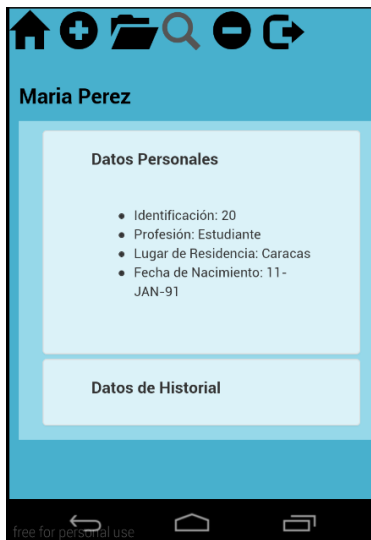 Maria Perez
Datos Personales
Identificación: 20
Profesión: Estudiante
Lugar de Residencia: Caracas
Fecha de Nacimiento: 11-
JAN-91
Datos de Historial
free for personal use